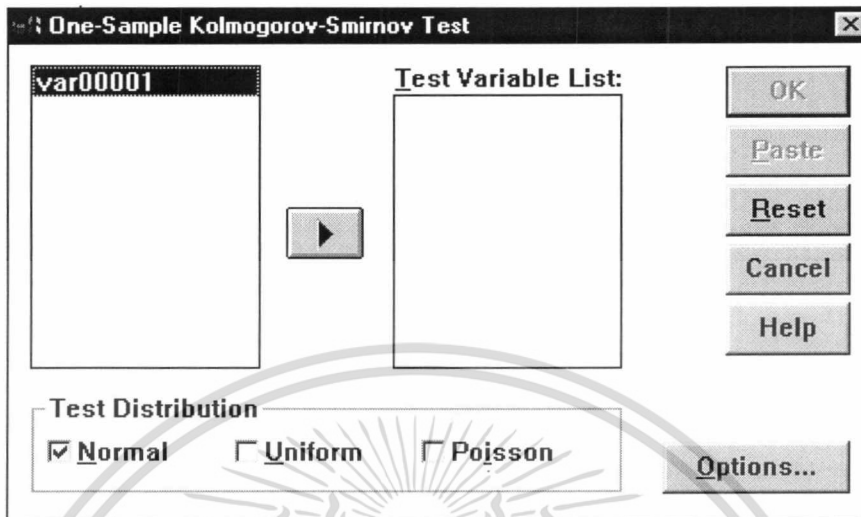 One-Sample Kolmogorov-Smirnov Test
var00001
Test Variable List:
OK
Paste
Reset
Cancel
Help
Test Distribution
Normal
Uniform
Poisson
Options...